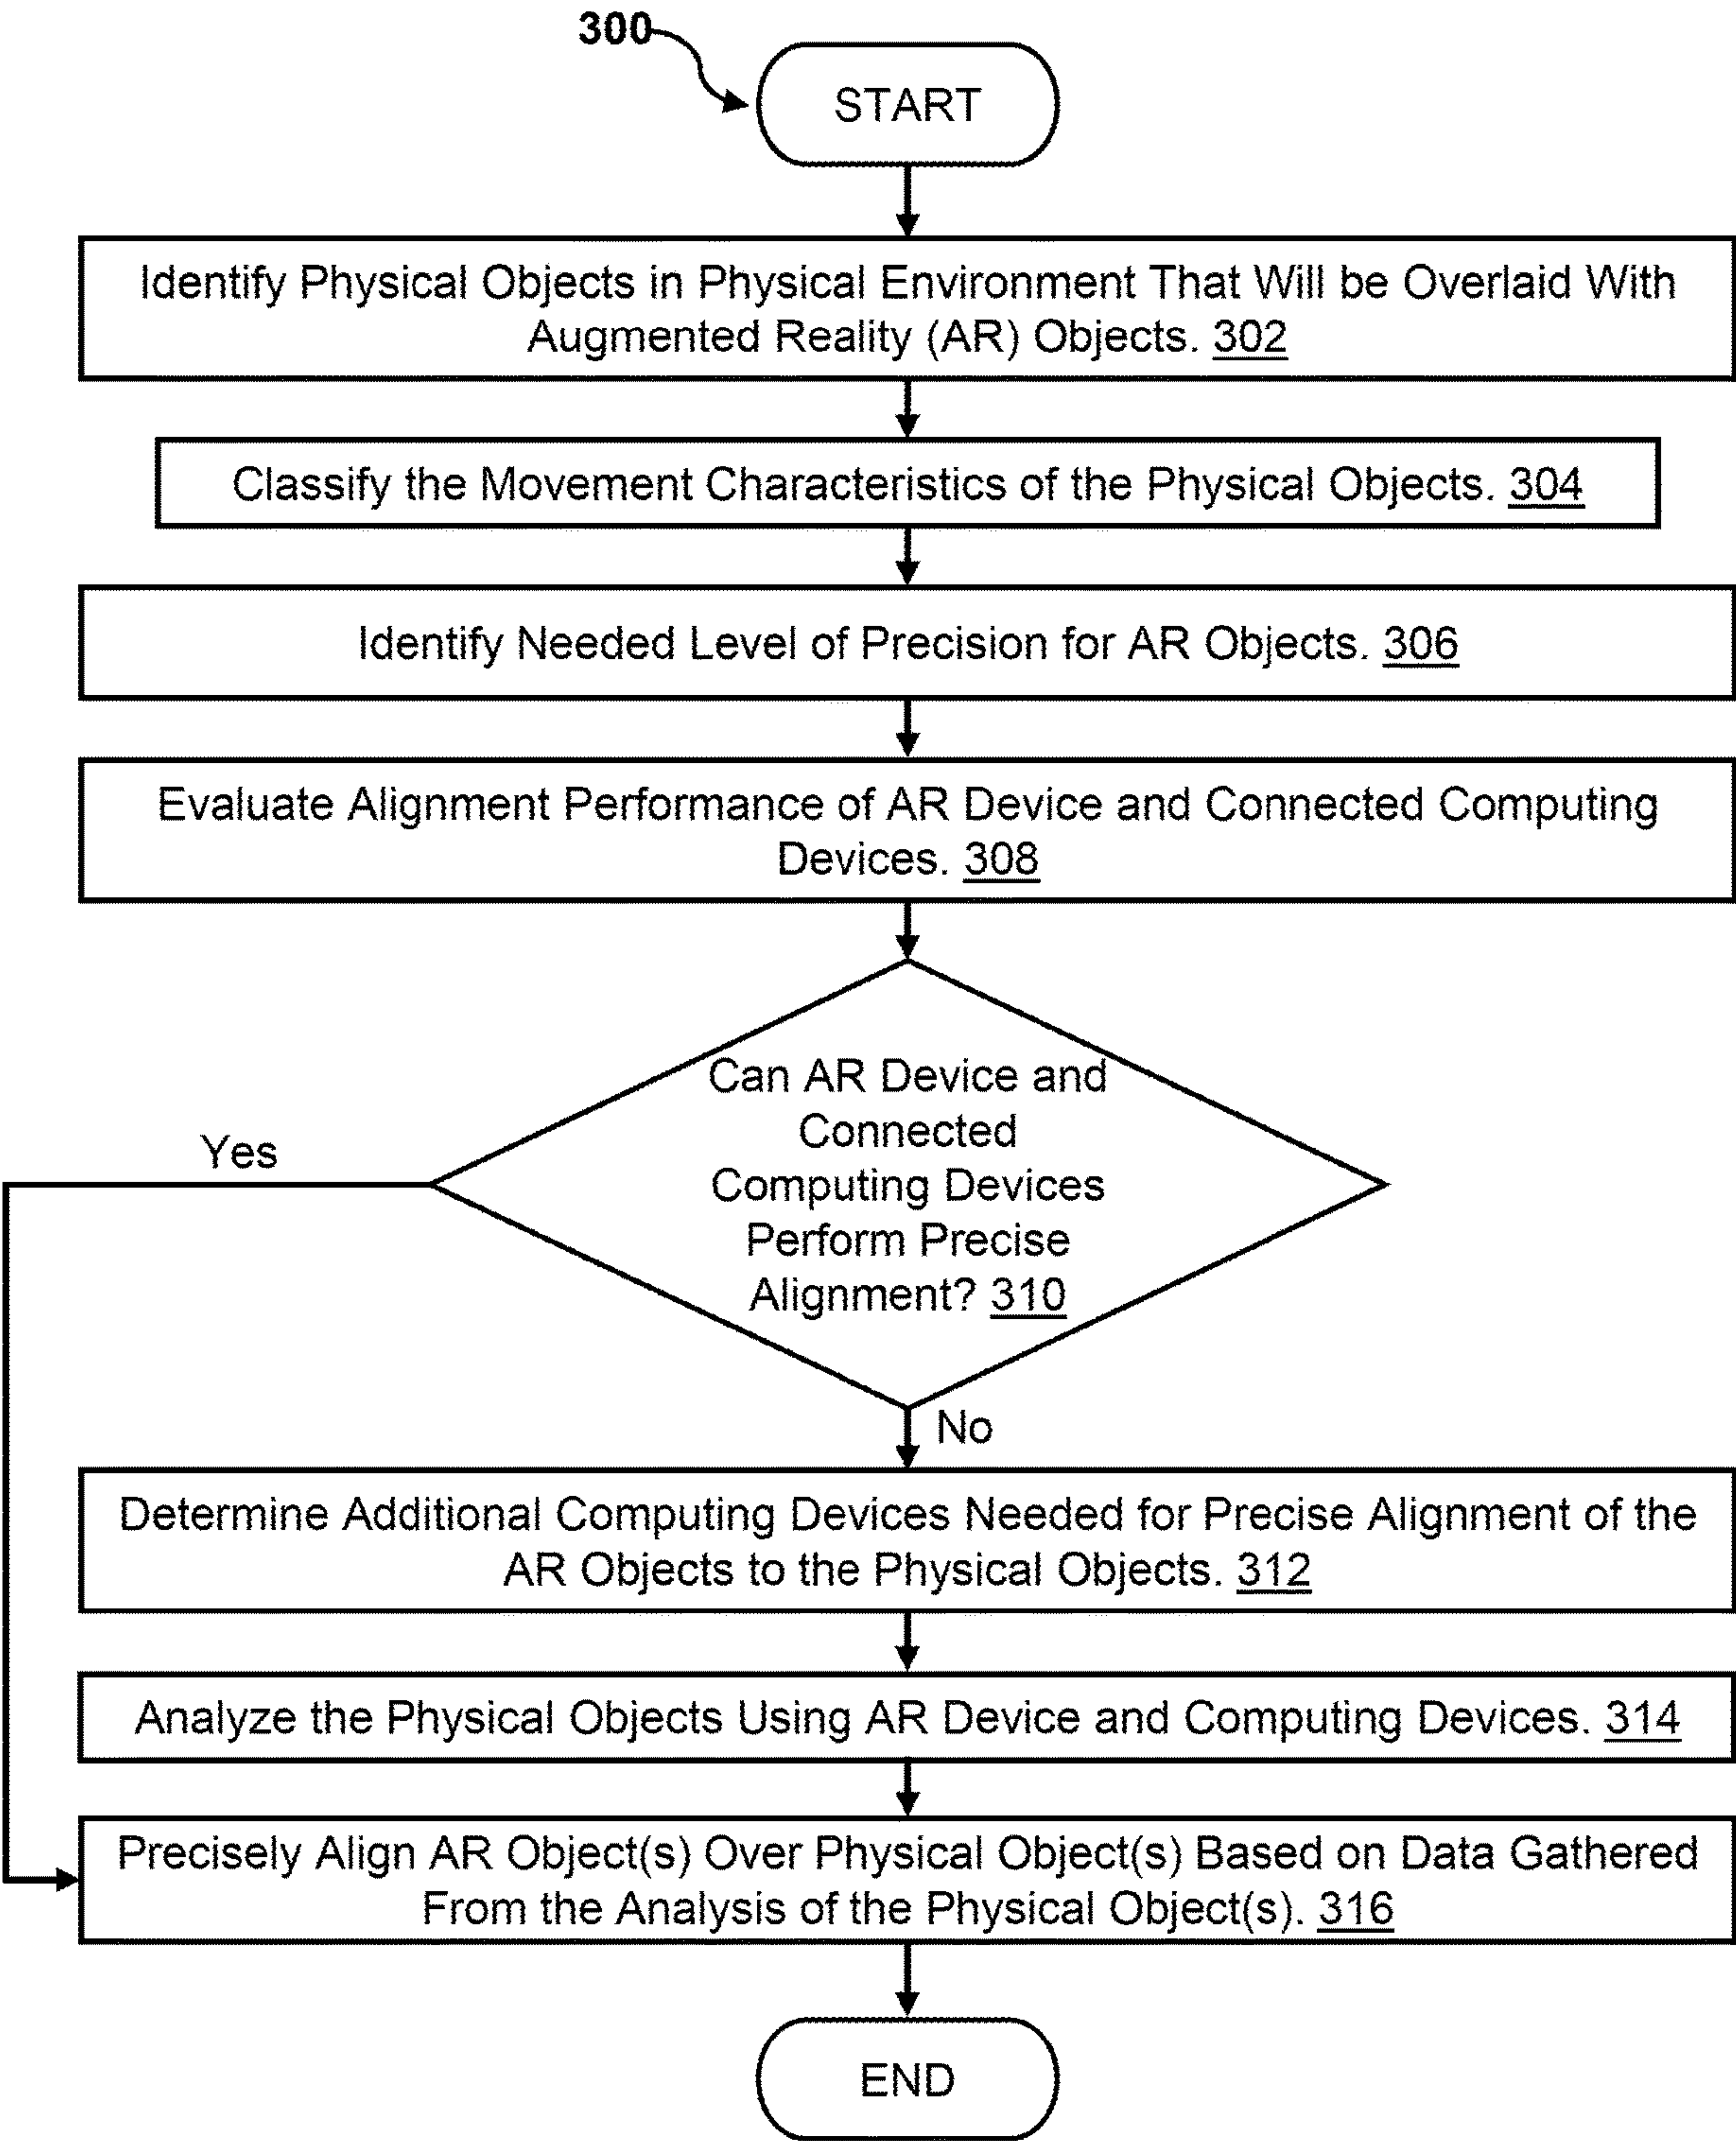 300
START
Identify Physical Objects in Physical Environment That Will be Overlaid With
Augmented Reality (AR) Objects. 302
Classify the Movement Characteristics of the Physical Objects. 304
Identify Needed Level of Precision for AR Objects. 306
Evaluate Alignment Performance of AR Device and Connected Computing
Devices. 308
Can AR Device and
Connected
Computing Devices
Perform Precise
Alignment? 310
Yes
No
Determine Additional Computing Devices Needed for Precise Alignment of the
AR Objects to the Physical Objects. 312
Analyze the Physical Objects Using AR Device and Computing Devices. 314
Precisely Align AR Object(s) Over Physical Object(s) Based on Data Gathered
From the Analysis of the Physical Object(s). 316
END